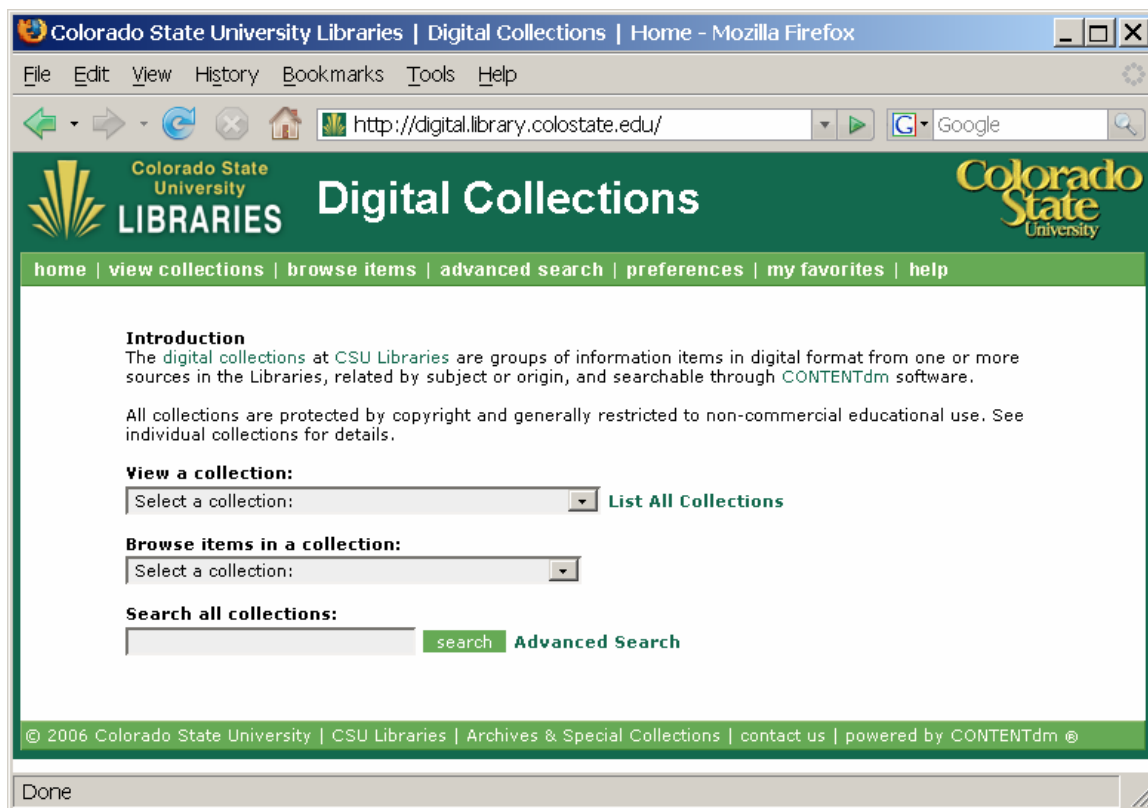 Colorado State University Libraries | Digital Collections | Home - Mozilla Firefox
File Edit View History Bookmarks Tools Help
http://digital.library.colostate.edu/
G Google
Colorado State
University
LIBRARIES
Digital Collections
Colorado
State
University
home | view collections | browse items | advanced search | preferences | my favorites | help
Introduction
The digital collections at CSU Libraries are groups of information items in digital format from one or more
sources in the Libraries, related by subject or origin, and searchable through CONTENTdm software.
All collections are protected by copyright and generally restricted to non-commercial educational use. See
individual collections for details.
View a collection:
Select a collection: List All Collections
Browse items in a collection:
Select a collection:
Search all collections:
search Advanced Search
© 2006 Colorado State University | CSU Libraries | Archives & Special Collections | contact us | powered by CONTENTdm ®
Done